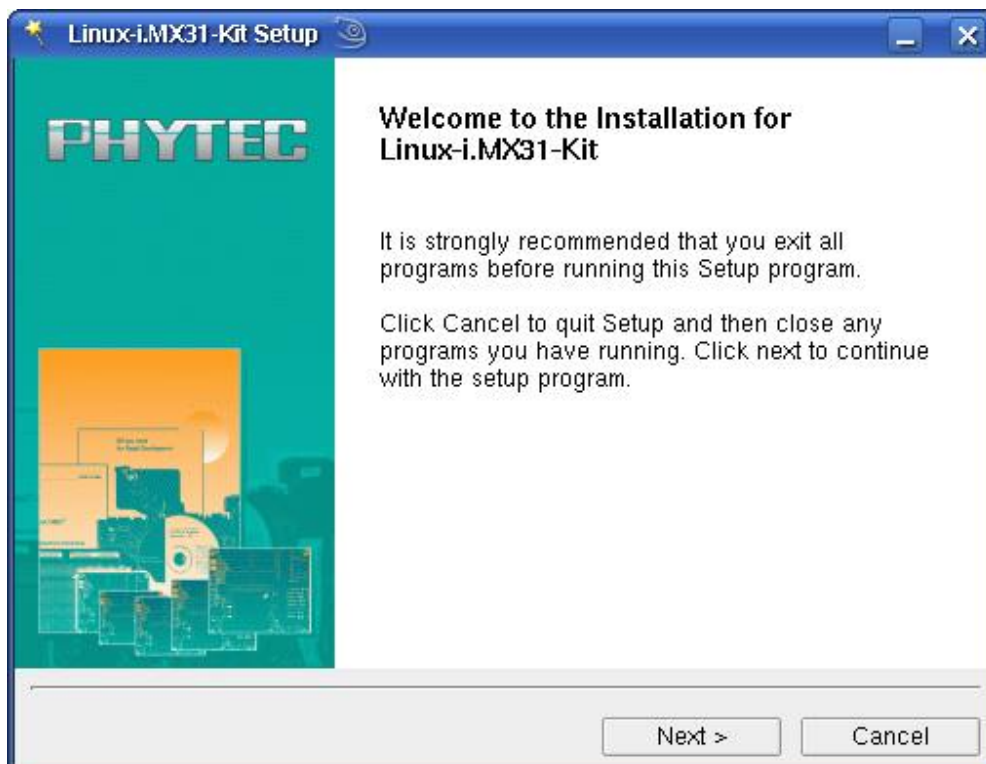 Linux-i.MX31-Kit Setup
PHYTEC
Welcome to the Installation for
Linux-i.MX31-Kit
It is strongly recommended that you exit all
programs before running this Setup program.
Click Cancel to quit Setup and then close any
programs you have running. Click next to continue
with the setup program.
Next >
Cancel